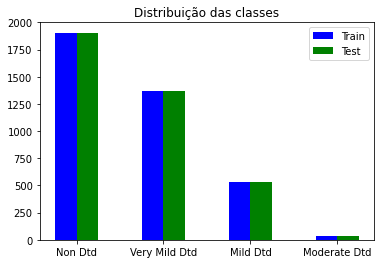 Distribuição das classes
Train
Test
2000
1750
1500
1250
1000
750
500
250
0
Non Dtd
Very Mild Dtd
Mild Dtd
Moderate Dtd